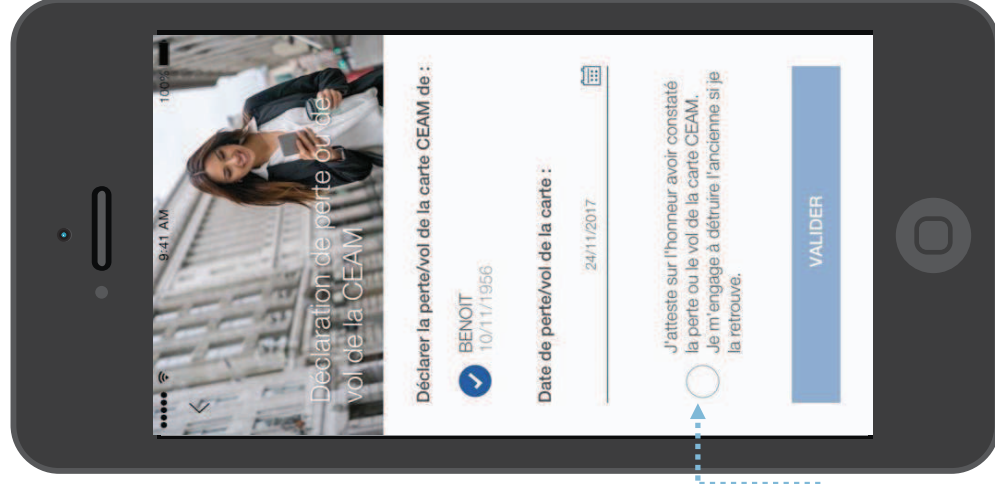 9:41 AM
100%
Déclaration de perte ou de
vol de la CEAM
Déclarer la perte/vol de la carte CEAM de :
BENOIT
10/11/1956
Date de perte/vol de la carte :
24/11/2017
J'atteste sur l'honneur avoir constaté
la perte ou le vol de la carte CEAM.
Je m'engage à détruire l'ancienne si je
la retrouve.
VALIDER